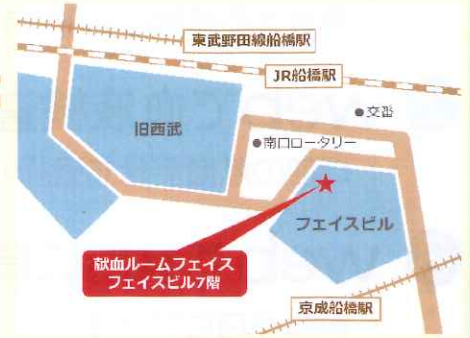 東武野田線船橋駅
JR船橋駅
●交番
旧西武
●南口ロータリー
フェイスビル
献血ルームフェイス
フェイスビル7階
京成船橋駅